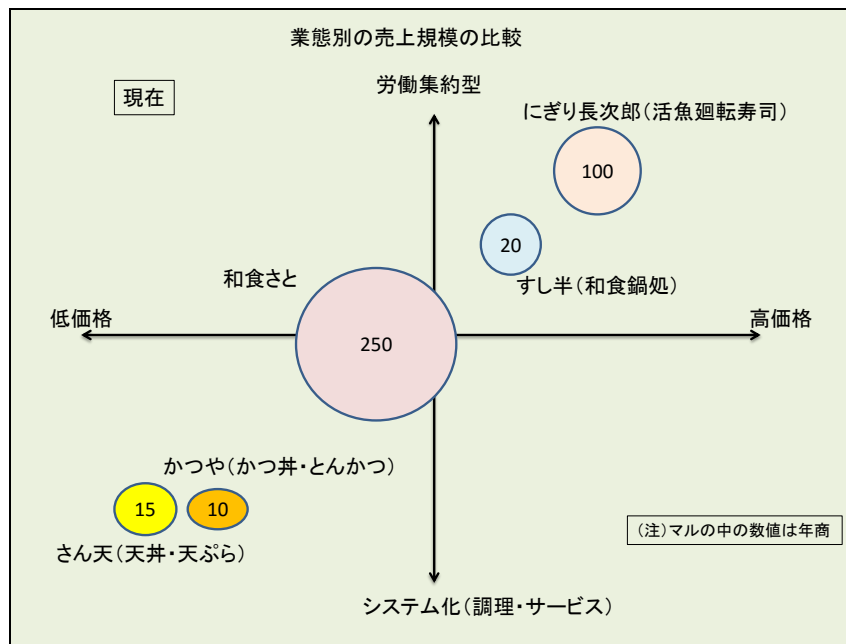 業態別の売上規模の比較
現在
労働集約型
にぎり長次郎(活魚廻転寿司)
100
20
すし半(和食鍋処)
和食さと
低価格
高価格
250
かつや(かつ丼・とんかつ)
15
10
さん天(天丼・天ぷら)
(注)マルの中の数値は年商
システム化(調理・サービス)